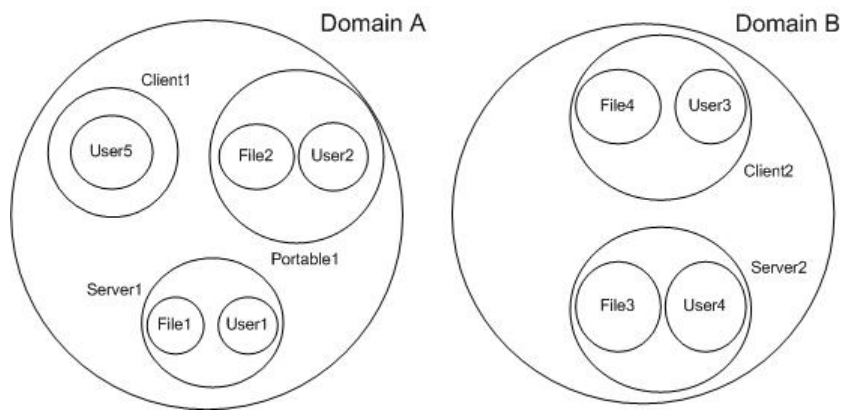 Domain A
Client1
User5
File2
User2
Portable1
Server1
File1
User1
Domain B
File4
User3
Client2
Server2
File3
User4